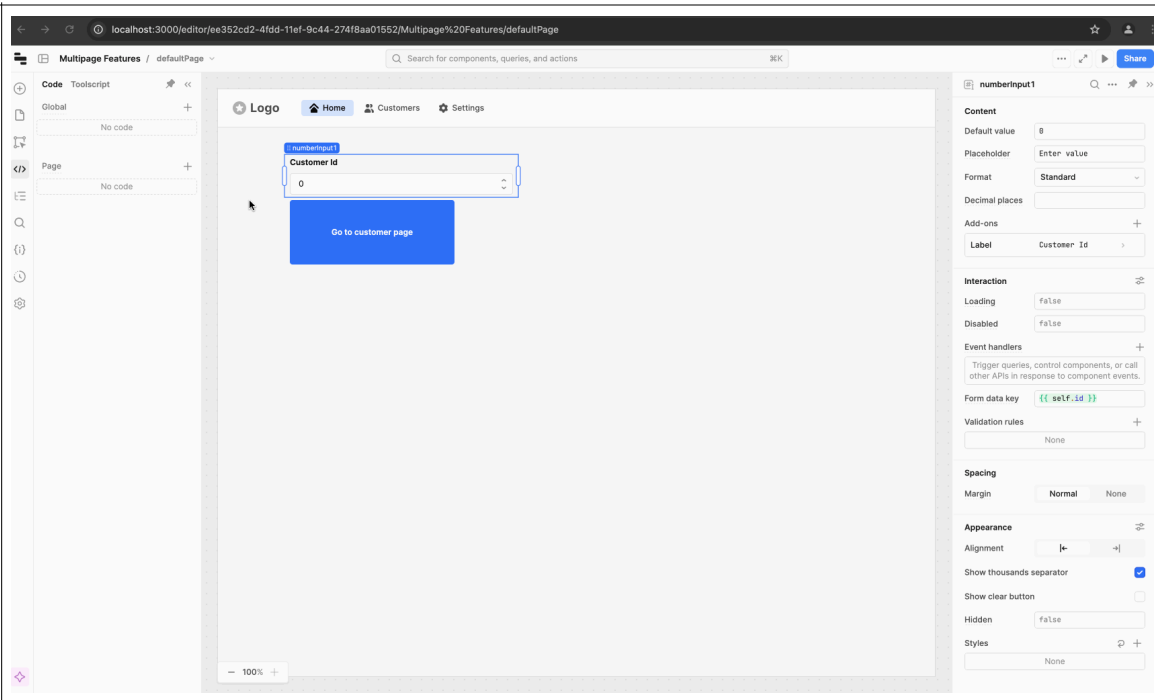 localhost:3000/editor/ee352cd2-4fdd-11ef-9c44-274f8aa01552/Multipage%20Features/defaultPage
Multipage Features / defaultPage
Search for components, queries, and actions
⌘K
Share
Code Toolscript
Global
No code
Page
No code
Logo
Home
Customers
Settings
numberInput1
Customer Id
0
Go to customer page
100%
numberInput1
Content
Default value 0
Placeholder Enter value
Format Standard
Decimal places
Add-ons
Label Customer Id
Interaction
Loading false
Disabled false
Event handlers
Trigger queries, control components, or call
other APIs in response to component events.
Form data key {{ self.id }}
Validation rules
None
Spacing
Margin Normal None
Appearance
Alignment
Show thousands separator
Show clear button
Hidden false
Styles
None